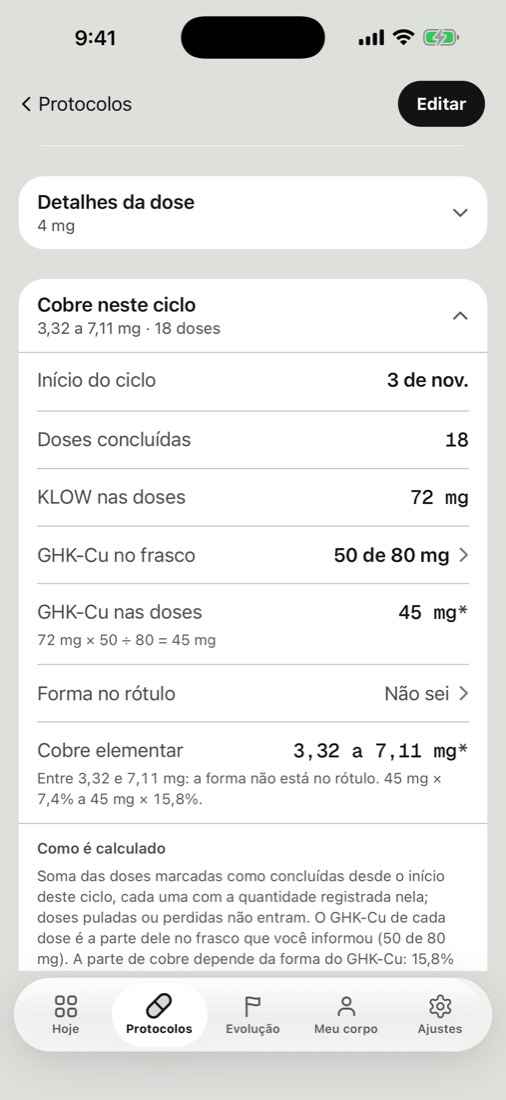 9:41
Protocolos
Editar
Detalhes da dose
4 mg
Cobre neste ciclo
3,32 a 7,11 mg · 18 doses
Início do ciclo
3 de nov.
Doses concluídas
18
KLOW nas doses
72 mg
GHK-Cu no frasco
50 de 80 mg
GHK-Cu nas doses
45 mg*
72 mg × 50 ÷ 80 = 45 mg
Forma no rótulo
Não sei
Cobre elementar
3,32 a 7,11 mg*
Entre 3,32 e 7,11 mg: a forma não está no rótulo. 45 mg ×
7,4% a 45 mg × 15,8%.
Como é calculado
Soma das doses marcadas como concluídas desde o início
deste ciclo, cada uma com a quantidade registrada nela;
doses puladas ou perdidas não entram. O GHK-Cu de cada
dose é a parte dele no frasco que você informou (50 de 80
mg). A parte de cobre depende da forma do GHK-Cu: 15,8%
Hoje
Protocolos
Evolução
Meu corpo
Ajustes